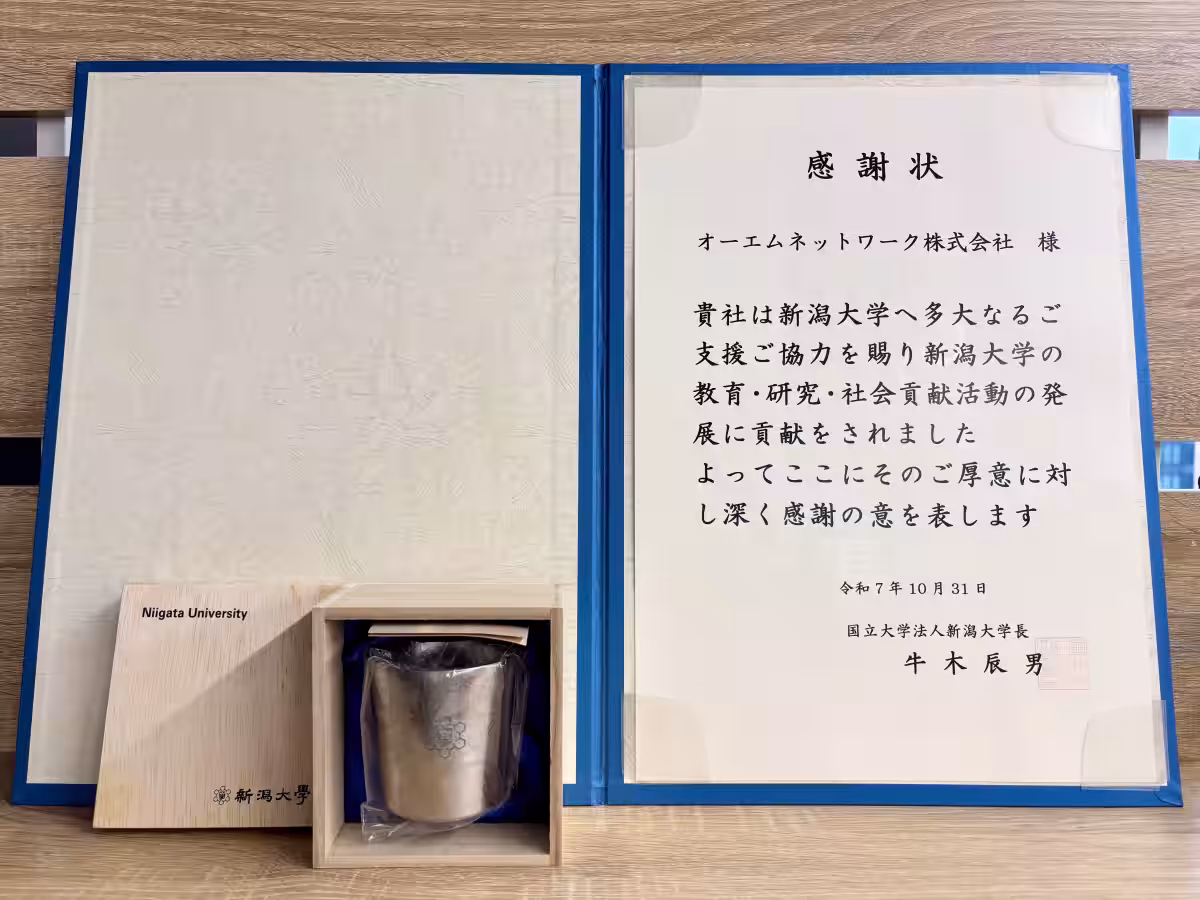 感謝状
オーエムネットワーク株式会社 様
貴社は新潟大学へ多大なるご
支援ご協力を賜り新潟大学の
教育・研究・社会貢献活動の発
展に貢献をされました
よってここにそのご厚意に対
し深く感謝の意を表します
令和7年10月31日
国立大学法人新潟大学長
牛木辰男
Niigata University
新潟大學